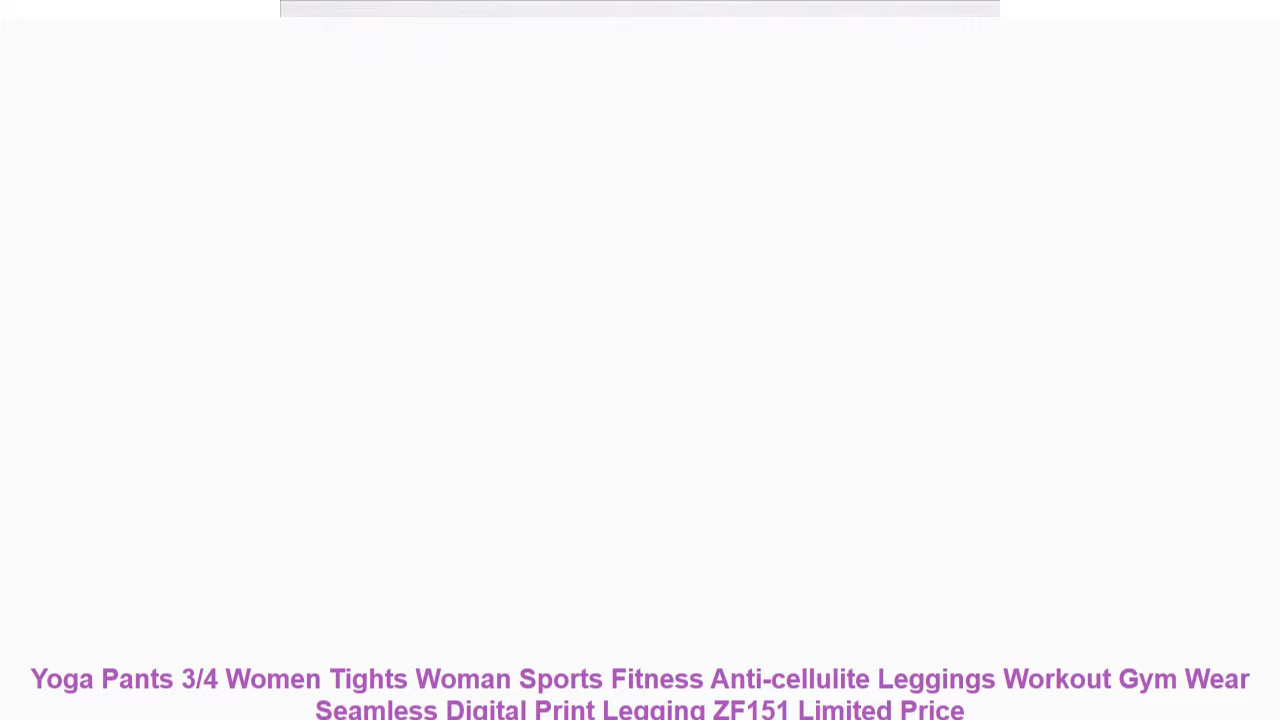 Yoga Pants 3/4 Women Tights Woman Sports Fitness Anti-cellulite Leggings Workout Gym Wear
Seamless Digital Print Legging ZF151 Limited Price